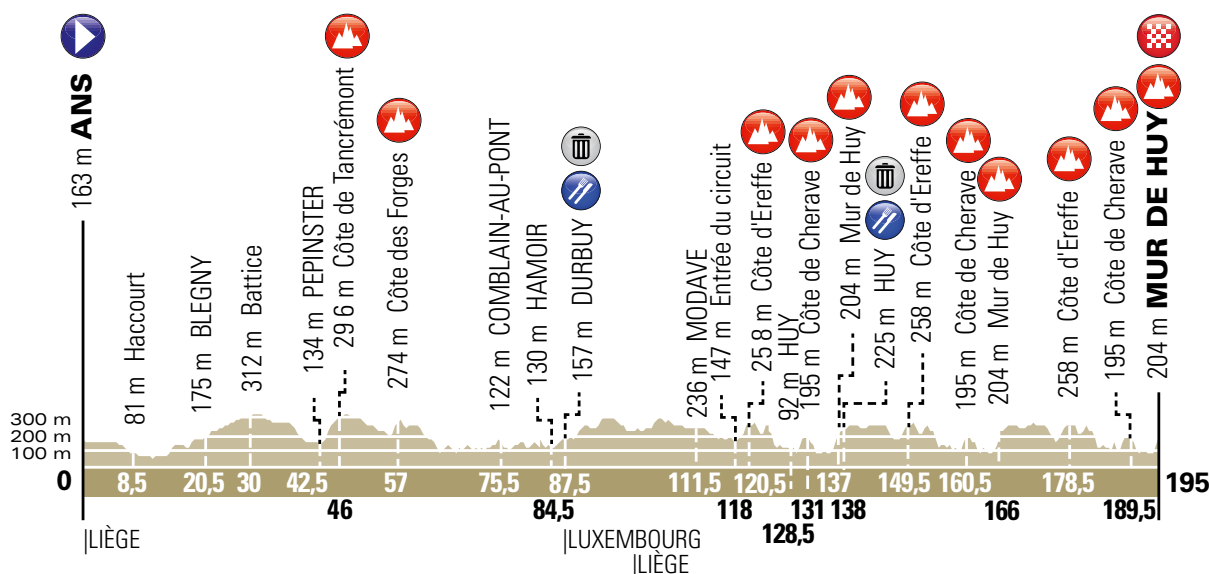 163 m ANS
81 m Haccourt
175 m BLEGNY
312 m Battice
134 m PEPINSTER
29 6 m Côte de Tancrémont
274 m Côte des Forges
122 m COMBLAIN-AU-PONT
130 m HAMOIR
157 m DURBUY
236 m MODAVE
147 m Entrée du circuit
25 8 m Côte d'Ereffe
92 m HUY
195 m Côte de Cherave
204 m Mur de Huy
225 m HUY
258 m Côte d'Ereffe
195 m Côte de Cherave
204 m Mur de Huy
258 m Côte d'Ereffe
195 m Côte de Cherave
204 m MUR DE HUY
300 m
200 m
100 m
0 8,5 20,5 30 42,5 57 75,5 87,5 111,5 120,5 137 149,5 160,5 178,5 195
46 84,5 118 131 138 166 189,5
128,5
|LIÈGE |LUXEMBOURG
|LIÈGE